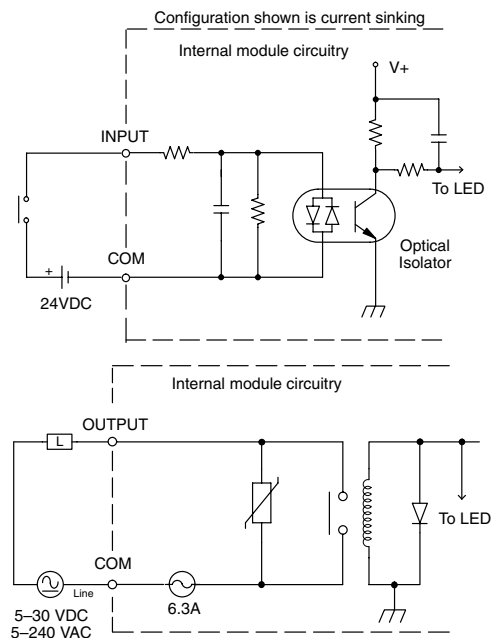 Configuration shown is current sinking
Internal module circuitry
V+
INPUT
To LED
Optical
Isolator
COM
+
24VDC
Internal module circuitry
OUTPUT
L
To LED
COM
Line
6.3A
5–30 VDC
5–240 VAC